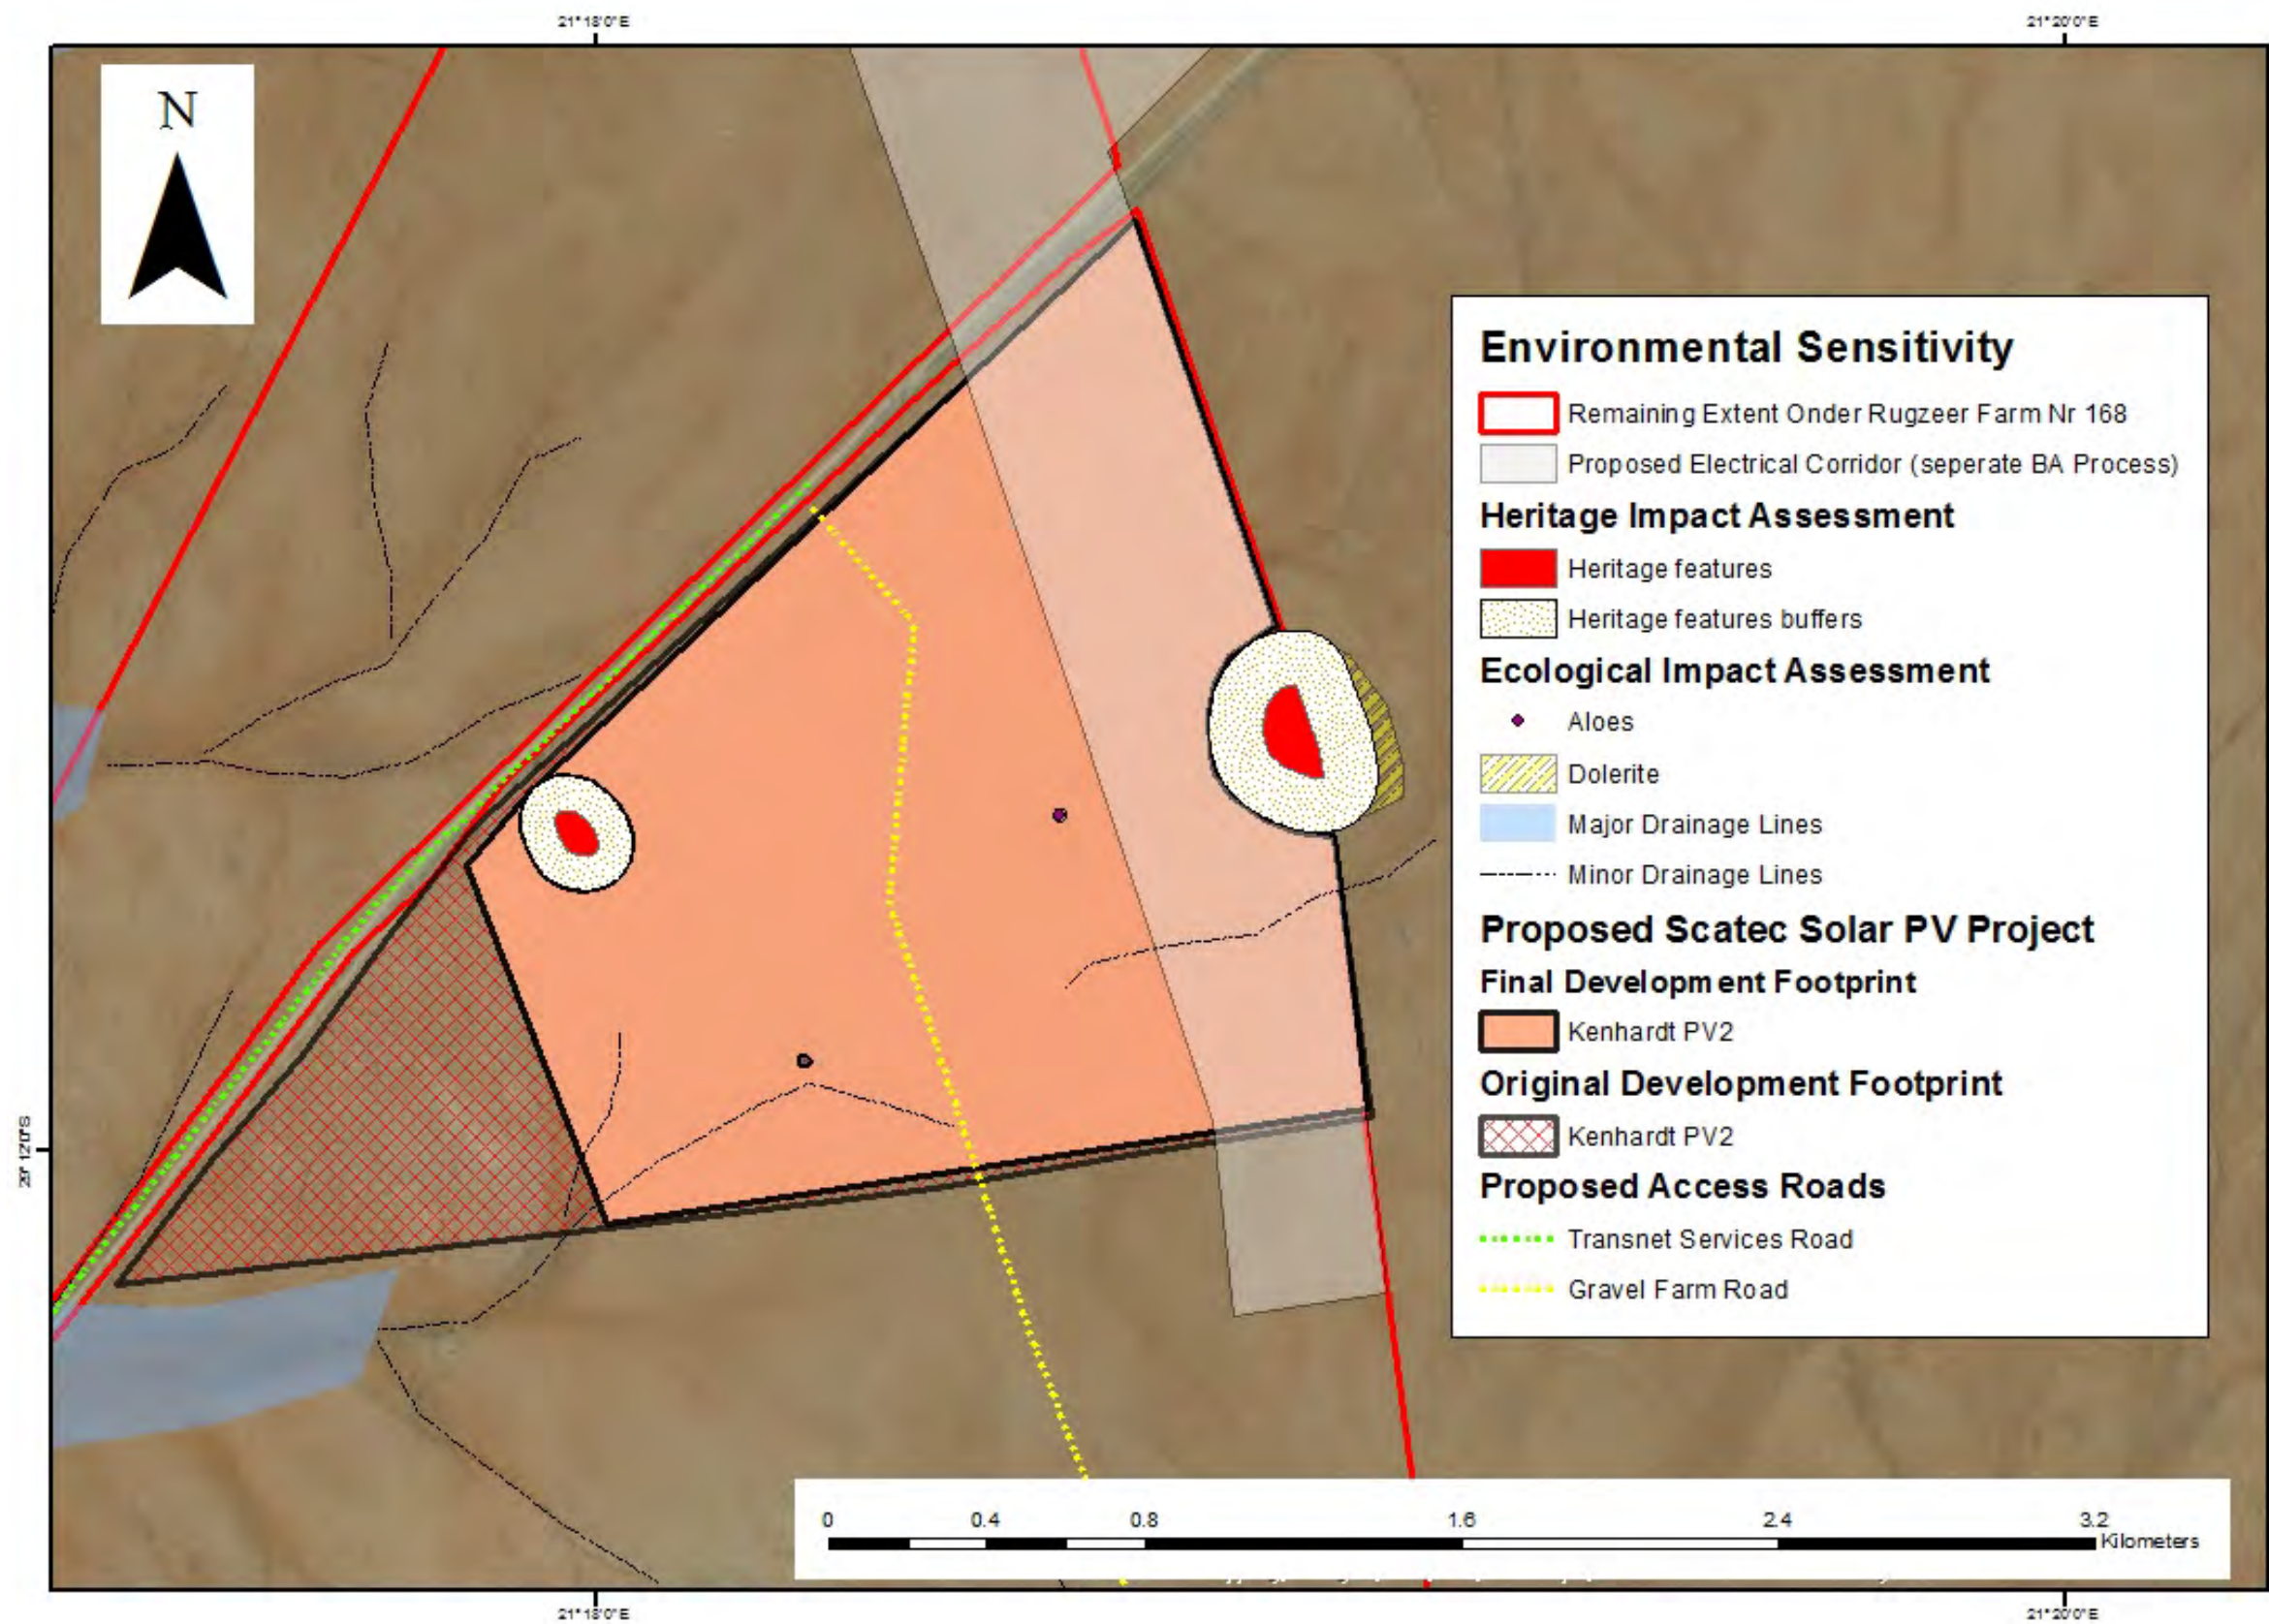 21°18'0"E
21°20'0"E
N
Environmental Sensitivity
Remaining Extent Onder Rugzeer Farm Nr 168
Proposed Electrical Corridor (seperate BA Process)
Heritage Impact Assessment
Heritage features
Heritage features buffers
Ecological Impact Assessment
Aloes
Dolerite
Major Drainage Lines
Minor Drainage Lines
Proposed Scatec Solar PV Project
Final Development Footprint
Kenhardt PV2
Original Development Footprint
Kenhardt PV2
Proposed Access Roads
Transnet Services Road
Gravel Farm Road
29°12'0"S
0 0.4 0.8 1.6 2.4 3.2
Kilometers
21°18'0"E
21°20'0"E